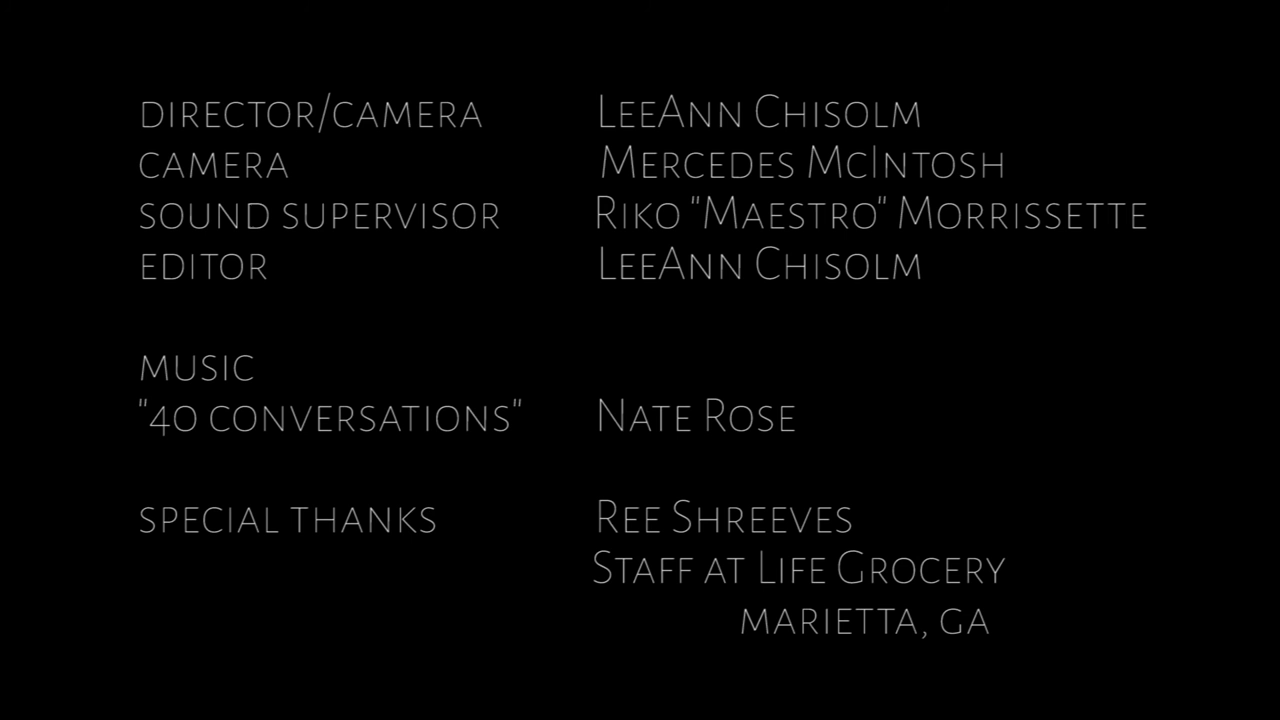 DIRECTOR/CAMERA LEEANN CHISOLM
CAMERA MERCEDES MCINTOSH
SOUND SUPERVISOR RIKO "MAESTRO" MORRISSETTE
EDITOR LEEANN CHISOLM
MUSIC
"40 CONVERSATIONS" NATE ROSE
SPECIAL THANKS REE SHREEVES
STAFF AT LIFE GROCERY
MARIETTA, GA